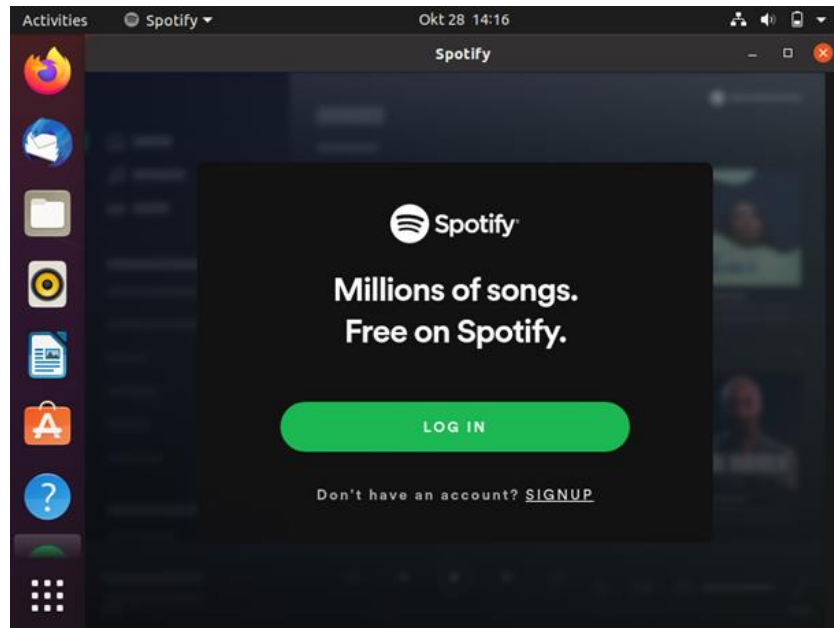 Activities
Spotify
Okt 28 14:16
Spotify
Spotify
Millions of songs.
Free on Spotify.
LOG IN
Don't have an account? SIGNUP